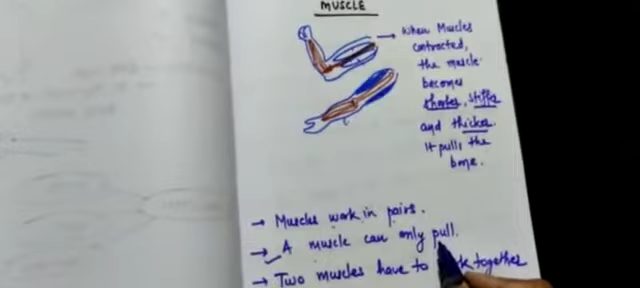 MUSCLE
→ When Muscles
contracted,
the muscle
becomes
shorter, stiffer
and thicker.
It pulls the
bone.
→ Muscles work in pairs.
→ A muscle can only pull.
→ Two muscles have to together